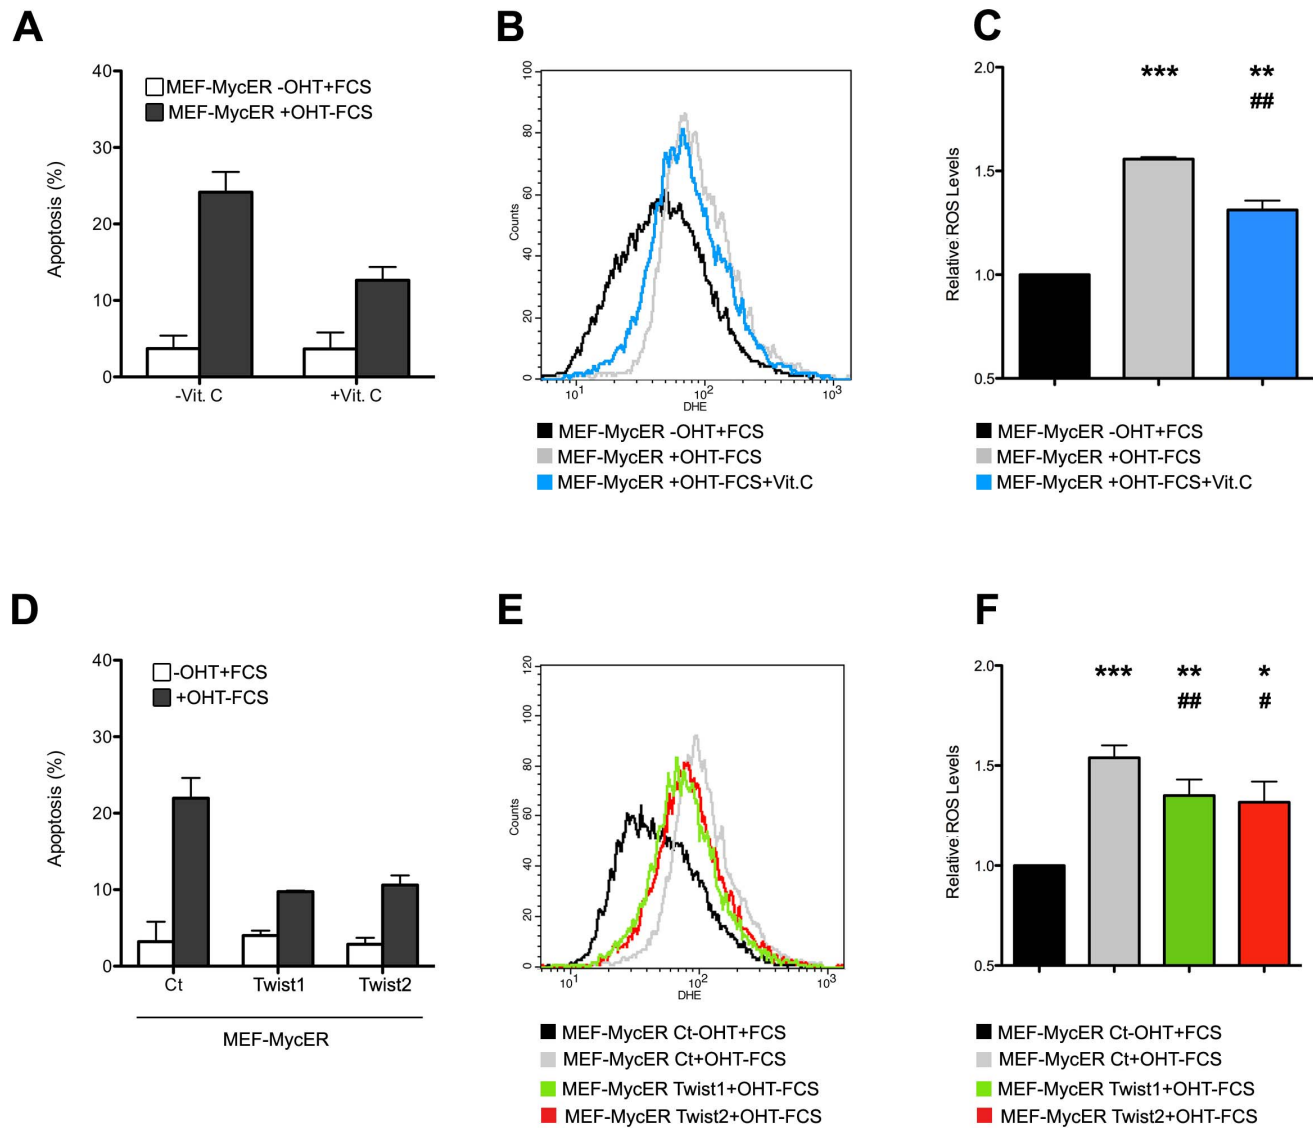 A
40
30
20
10
0
Apoptosis (%)
MEF-MycER -OHT+FCS
MEF-MycER +OHT-FCS
-Vit. C
+Vit. C
B
100
80
60
40
20
0
Counts
10¹
10²
10³
DHE
MEF-MycER -OHT+FCS
MEF-MycER +OHT-FCS
MEF-MycER +OHT-FCS+Vit.C
C
2.0
1.5
1.0
0.5
Relative ROS Levels
***
**
##
MEF-MycER -OHT+FCS
MEF-MycER +OHT-FCS
MEF-MycER +OHT-FCS+Vit.C
D
40
30
20
10
0
Apoptosis (%)
-OHT+FCS
+OHT-FCS
Ct
Twist1
Twist2
MEF-MycER
E
120
100
80
60
40
20
0
Counts
10¹
10²
10³
DHE
MEF-MycER Ct-OHT+FCS
MEF-MycER Ct+OHT-FCS
MEF-MycER Twist1+OHT-FCS
MEF-MycER Twist2+OHT-FCS
F
2.0
1.5
1.0
0.5
Relative ROS Levels
***
**
##
*
#
MEF-MycER Ct-OHT+FCS
MEF-MycER Ct+OHT-FCS
MEF-MycER Twist1+OHT-FCS
MEF-MycER Twist2+OHT-FCS